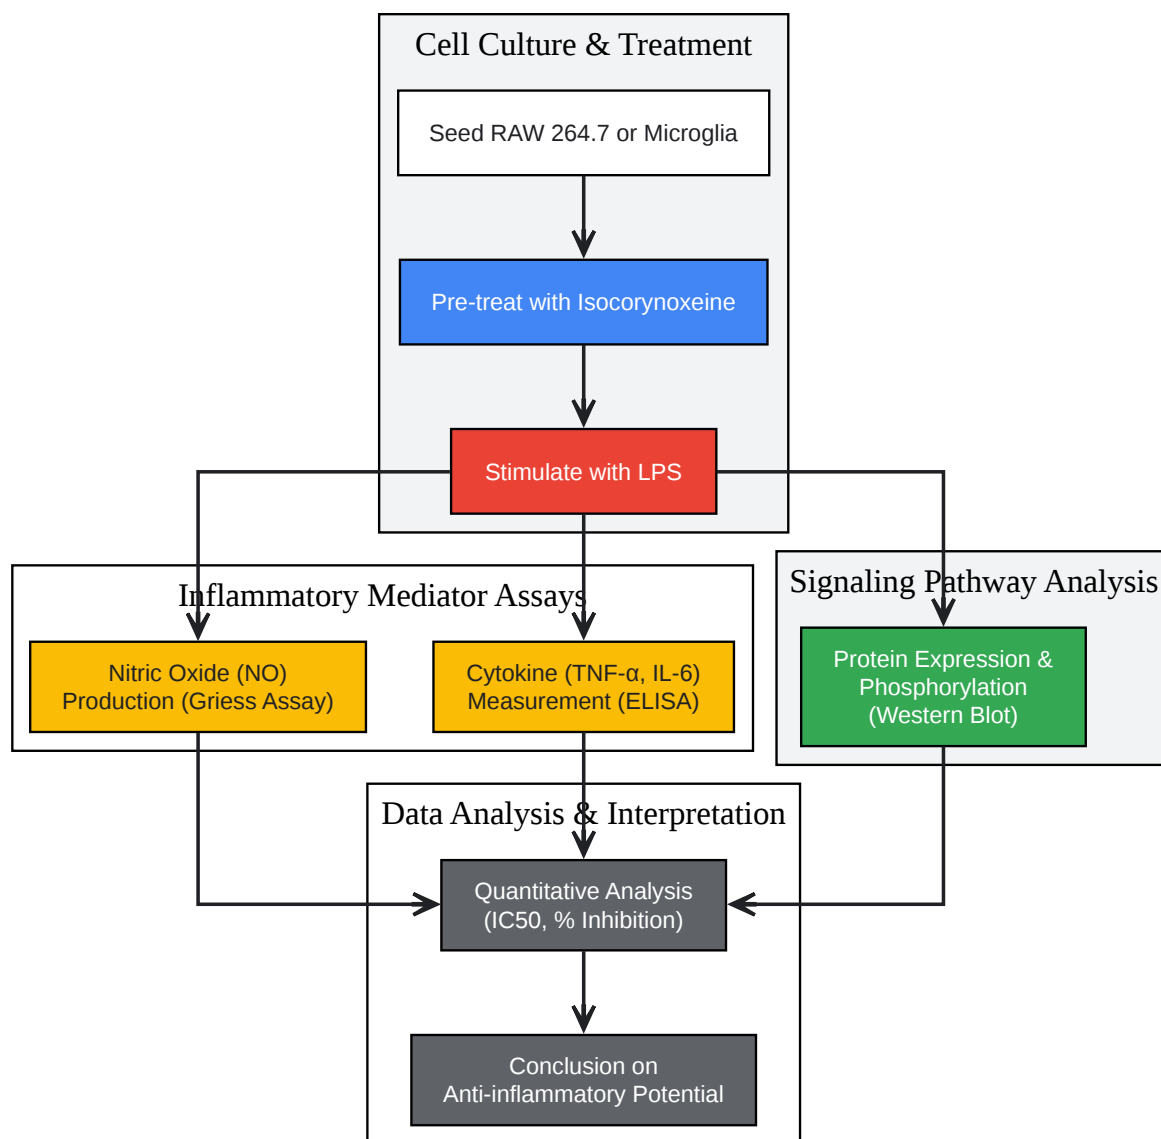 Cell Culture & Treatment
Seed RAW 264.7 or Microglia
Pre-treat with Isocorynoxeine
Stimulate with LPS
Inflammatory Mediator Assays
Nitric Oxide (NO)
Production (Griess Assay)
Cytokine (TNF-α, IL-6)
Measurement (ELISA)
Signaling Pathway Analysis
Protein Expression &
Phosphorylation
(Western Blot)
Data Analysis & Interpretation
Quantitative Analysis
(IC50, % Inhibition)
Conclusion on
Anti-inflammatory Potential